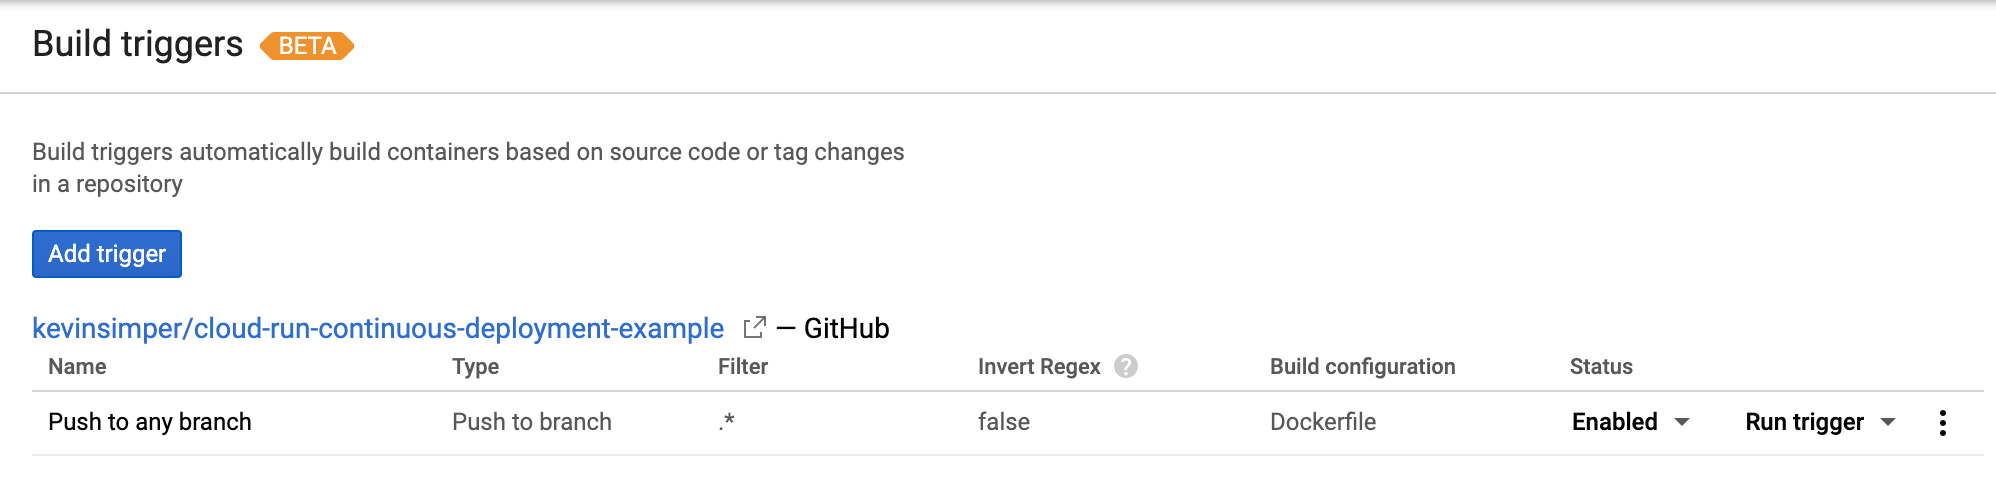 Build triggers BETA
Build triggers automatically build containers based on source code or tag changes
in a repository
Add trigger
kevinsimper/cloud-run-continuous-deployment-example — GitHub
Name Type Filter Invert Regex ? Build configuration Status
Push to any branch Push to branch .* false Dockerfile Enabled Run trigger